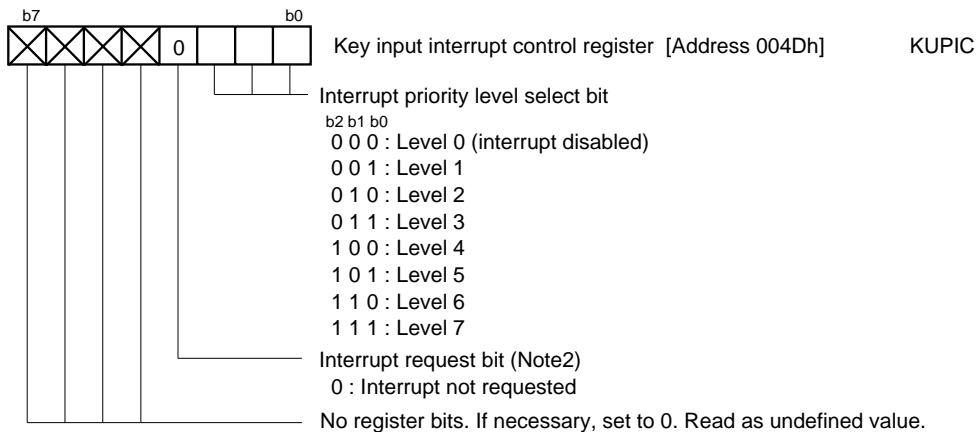 b7 b0
0 Key input interrupt control register [Address 004Dh] KUPIC
Interrupt priority level select bit
b2 b1 b0
0 0 0 : Level 0 (interrupt disabled)
0 0 1 : Level 1
0 1 0 : Level 2
0 1 1 : Level 3
1 0 0 : Level 4
1 0 1 : Level 5
1 1 0 : Level 6
1 1 1 : Level 7
Interrupt request bit (Note2)
0 : Interrupt not requested
No register bits. If necessary, set to 0. Read as undefined value.